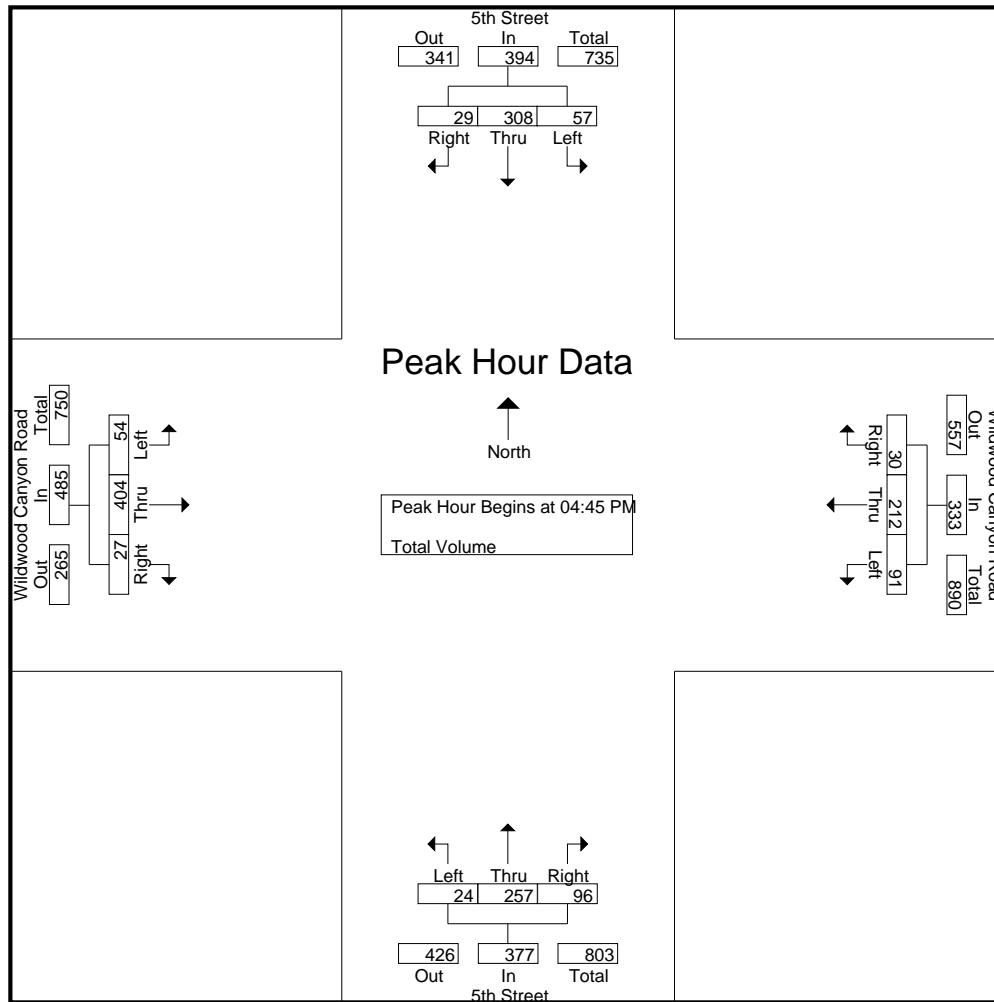 5th Street
Out In Total
341 394 735
29 308 57
Right Thru Left
Peak Hour Data
North
Peak Hour Begins at 04:45 PM
Total Volume
Wildwood Canyon Road
Out In Total
265 485 750
Left Thru Right
54 404 27
Wildwood Canyon Road
Out In Total
557 333 890
30 212 91
Right Thru Left
Left Thru Right
24 257 96
426 377 803
Out In Total
5th Street